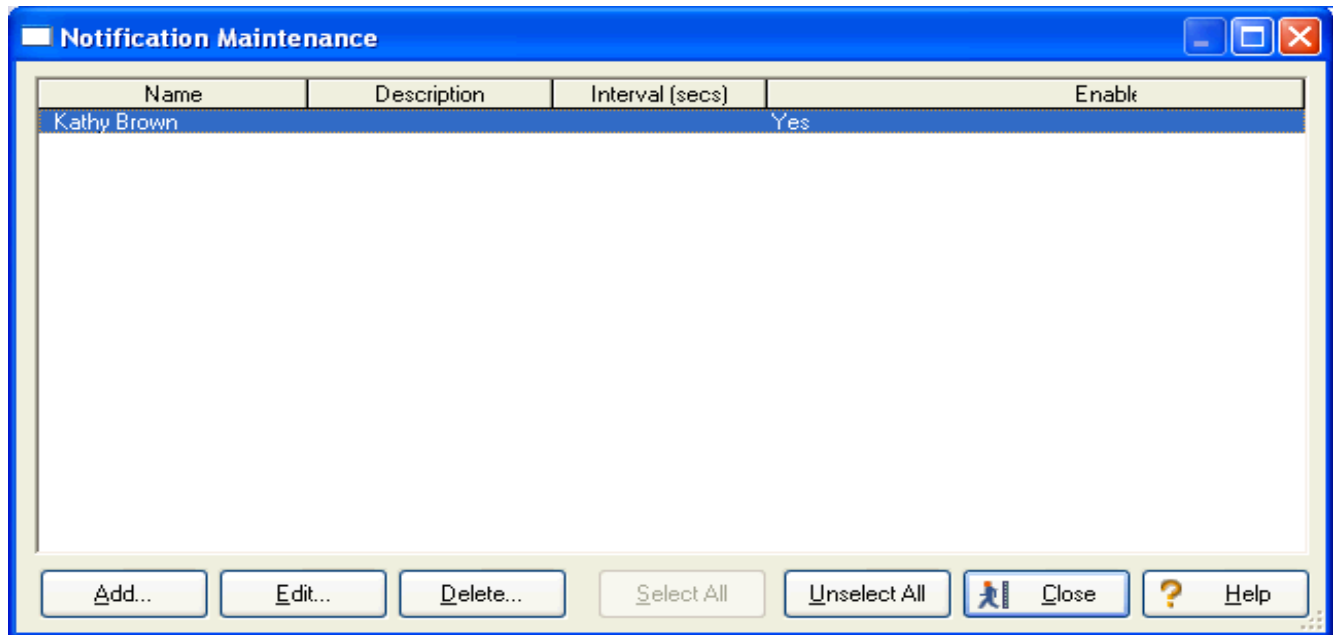 Notification Maintenance
Name Description Interval (secs) Enable
Kathy Brown Yes
Add... Edit... Delete... Select All Unselect All Close ? Help